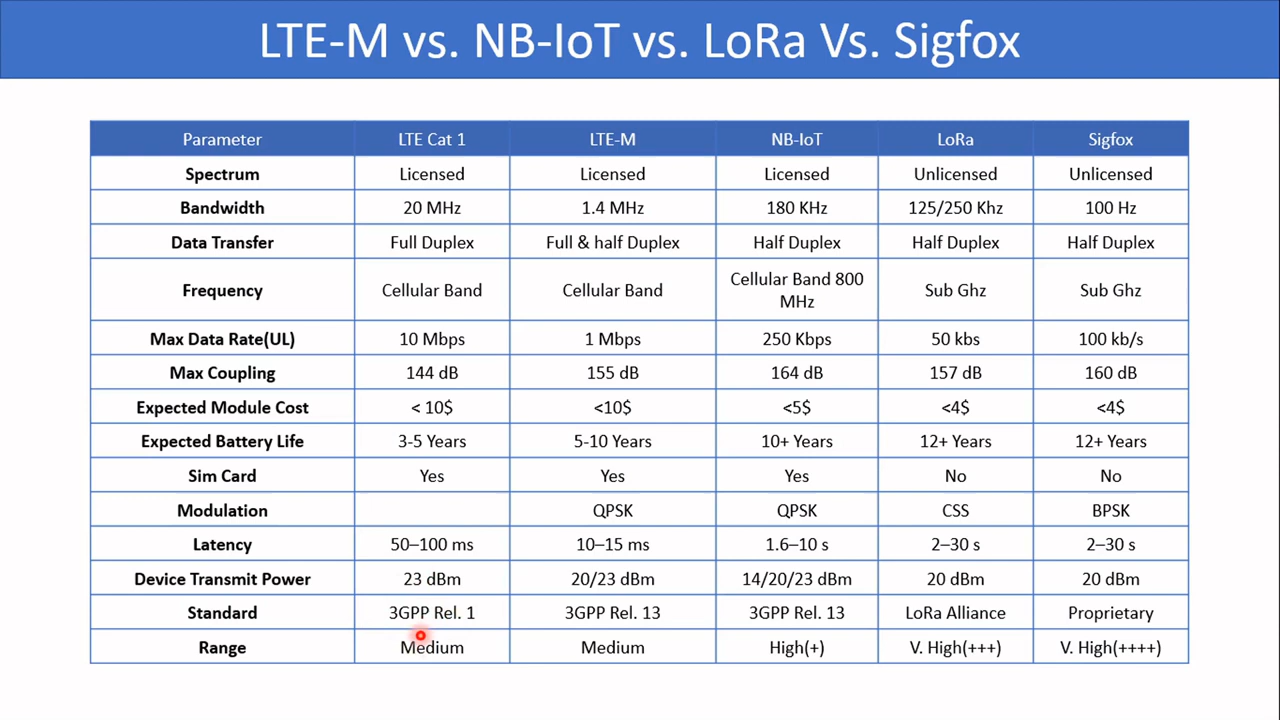 LTE-M vs. NB-IoT vs. LoRa Vs. Sigfox
Parameter LTE Cat 1 LTE-M NB-IoT LoRa Sigfox
Spectrum Licensed Licensed Licensed Unlicensed Unlicensed
Bandwidth 20 MHz 1.4 MHz 180 KHz 125/250 Khz 100 Hz
Data Transfer Full Duplex Full & half Duplex Half Duplex Half Duplex Half Duplex
Frequency Cellular Band Cellular Band Cellular Band 800 MHz Sub Ghz Sub Ghz
Max Data Rate(UL) 10 Mbps 1 Mbps 250 Kbps 50 kbs 100 kb/s
Max Coupling 144 dB 155 dB 164 dB 157 dB 160 dB
Expected Module Cost < 10$ <10$ <5$ <4$ <4$
Expected Battery Life 3-5 Years 5-10 Years 10+ Years 12+ Years 12+ Years
Sim Card Yes Yes Yes No No
Modulation QPSK QPSK CSS BPSK
Latency 50–100 ms 10–15 ms 1.6–10 s 2–30 s 2–30 s
Device Transmit Power 23 dBm 20/23 dBm 14/20/23 dBm 20 dBm 20 dBm
Standard 3GPP Rel. 1 3GPP Rel. 13 3GPP Rel. 13 LoRa Alliance Proprietary
Range Medium Medium High(+) V. High(+++) V. High(++++)